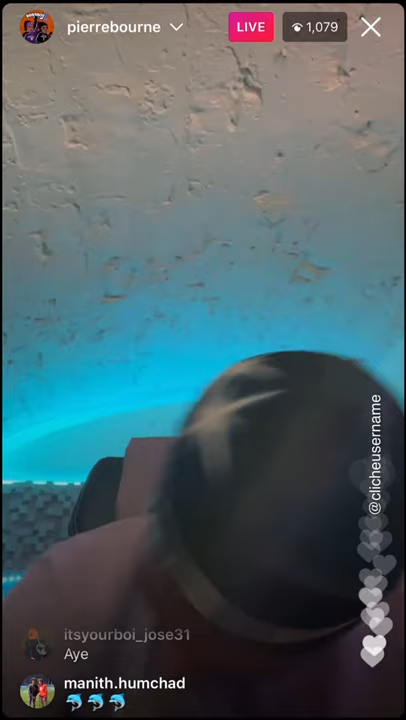 pierrebourne
LIVE
1,079
@clicheusername
itsyourboi_jose31
Aye
manith.humchad
🐬🐬🐬